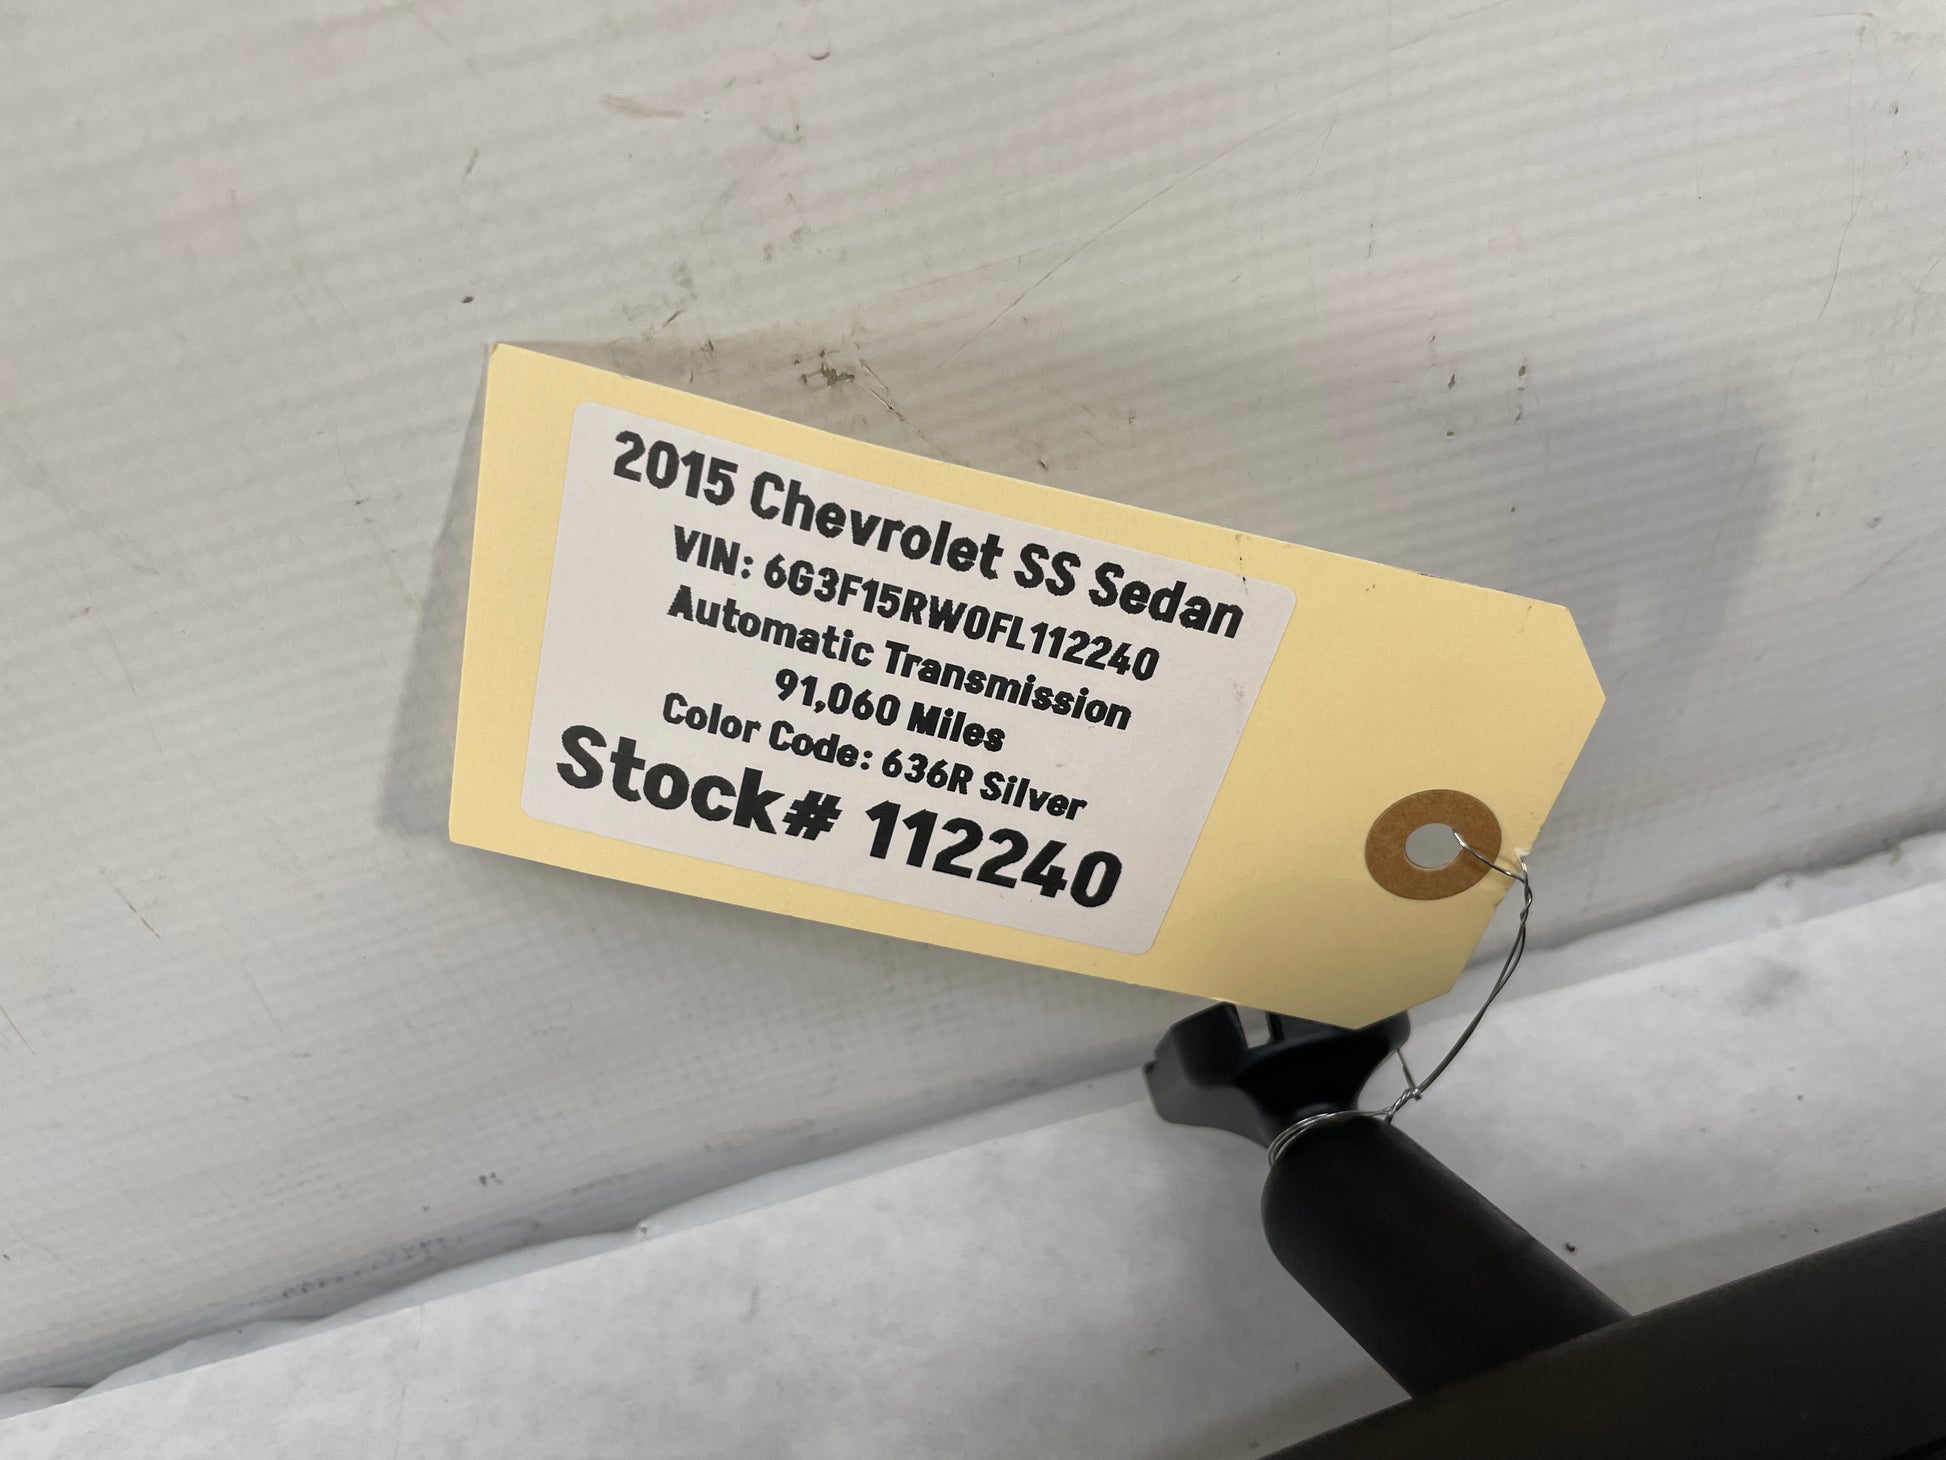 2015 Chevrolet SS Sedan
VIN: 6G3F15RW0FL112240
Automatic Transmission
91,060 Miles
Color Code: 636R Silver
Stock# 112240